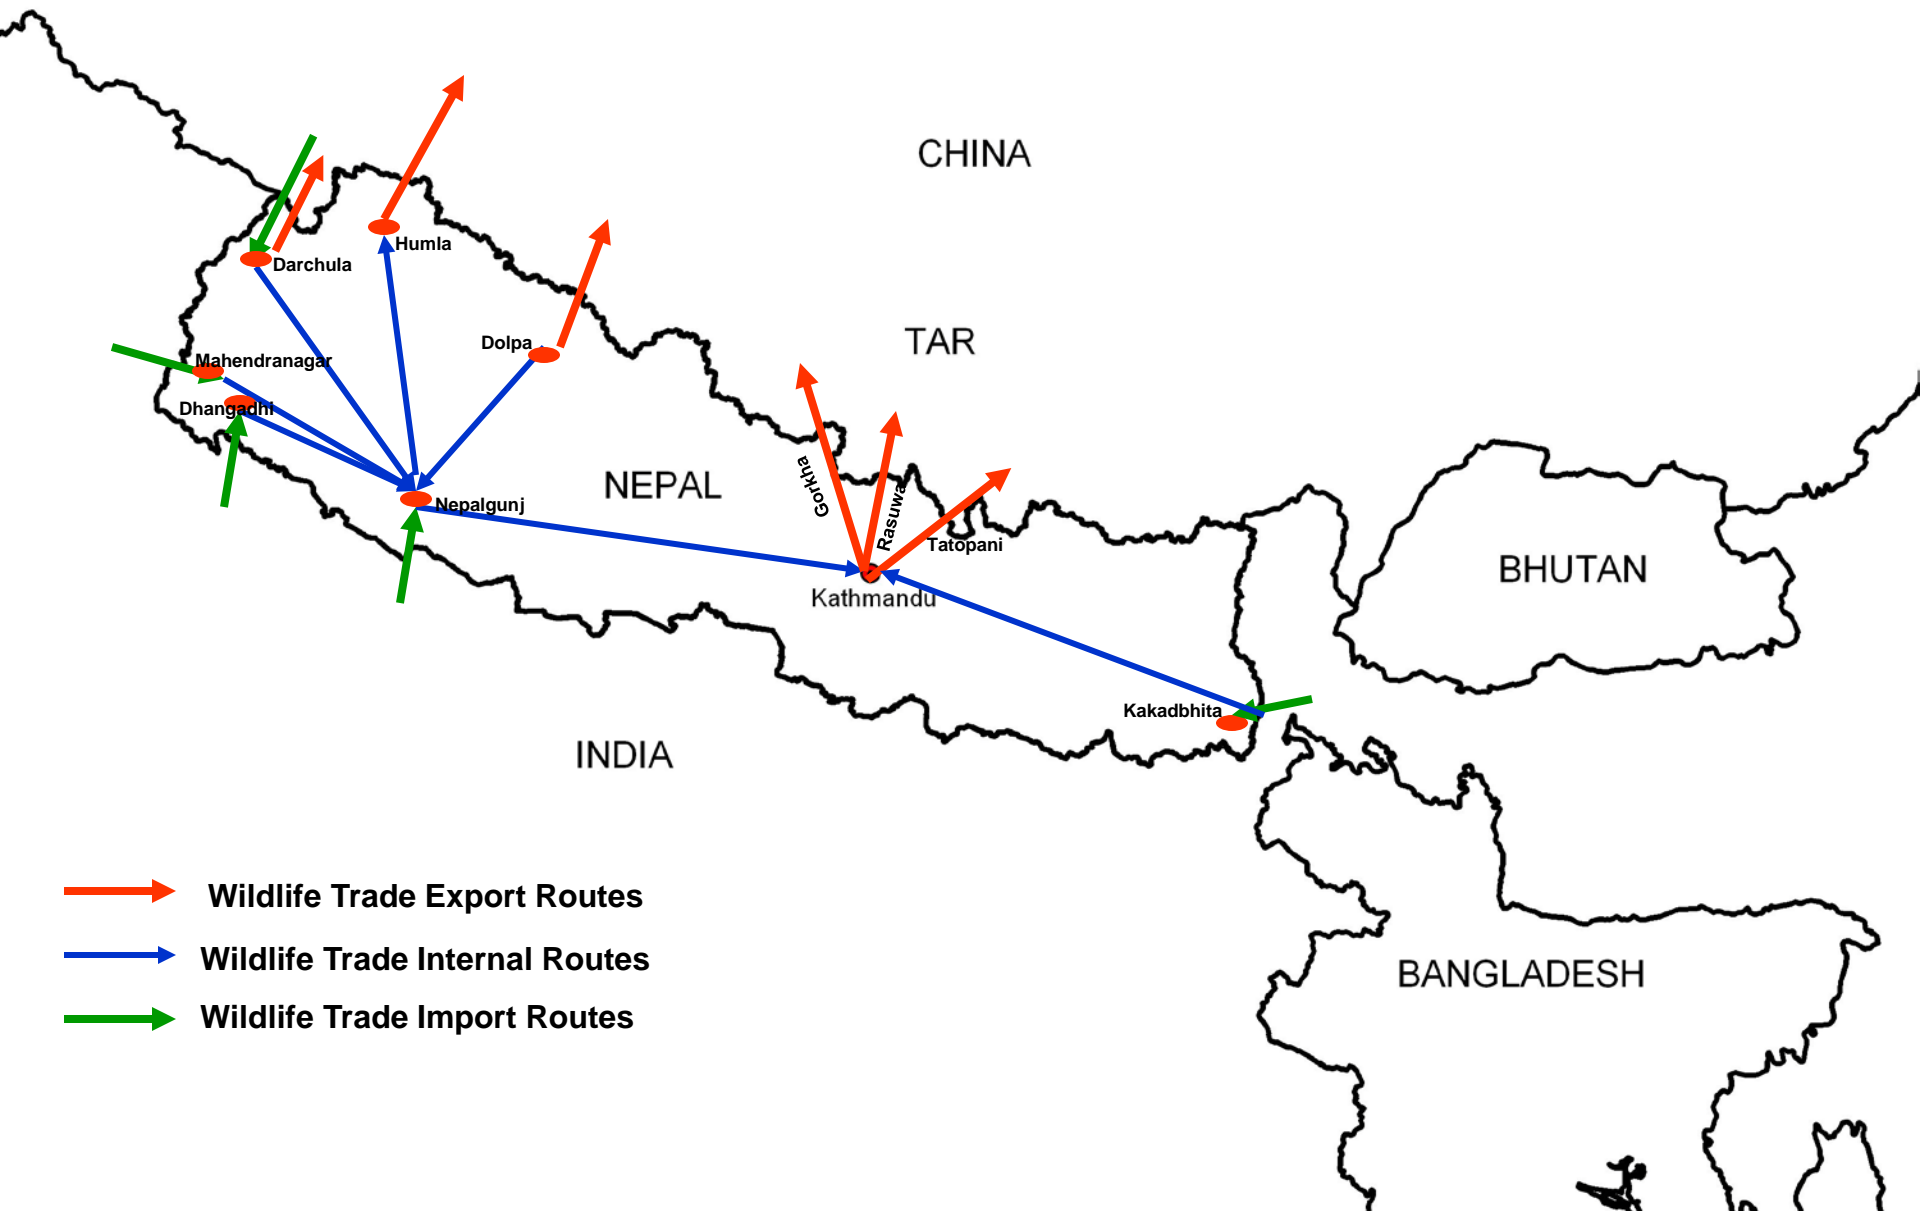 CHINA
Humla
Darchula
TAR
Dolpa
Mahendranagar
Dhangadhi
NEPAL
Gorkha
Rasuwa
Nepalgunj
Tatopani
BHUTAN
Kathmandu
Kakadbhita
INDIA
Wildlife Trade Export Routes
Wildlife Trade Internal Routes
BANGLADESH
Wildlife Trade Import Routes